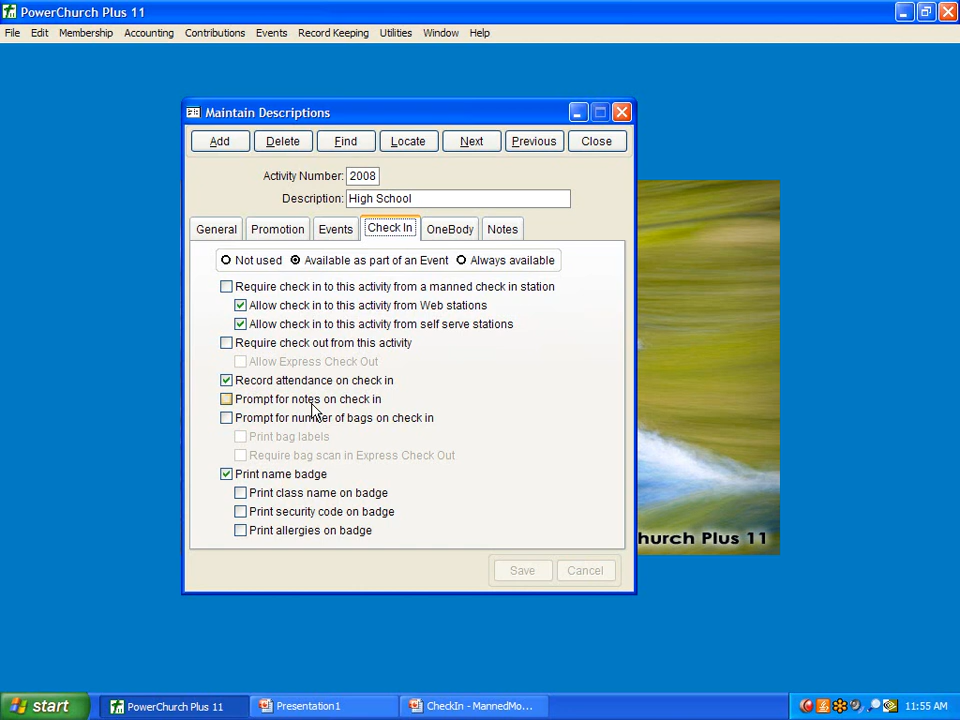 PowerChurch Plus 11
File Edit Membership Accounting Contributions Events Record Keeping Utilities Window Help
Maintain Descriptions
Add Delete Find Locate Next Previous Close
Activity Number: 2008
Description: High School
General Promotion Events Check In OneBody Notes
Not used Available as part of an Event Always available
Require check in to this activity from a manned check in station
Allow check in to this activity from Web stations
Allow check in to this activity from self serve stations
Require check out from this activity
Allow Express Check Out
Record attendance on check in
Prompt for notes on check in
Prompt for number of bags on check in
Print bag labels
Require bag scan in Express Check Out
Print name badge
Print class name on badge
Print security code on badge
Print allergies on badge
hurch Plus 11
Save Cancel
start PowerChurch Plus 11 Presentation1 CheckIn - MannedMo... 11:55 AM